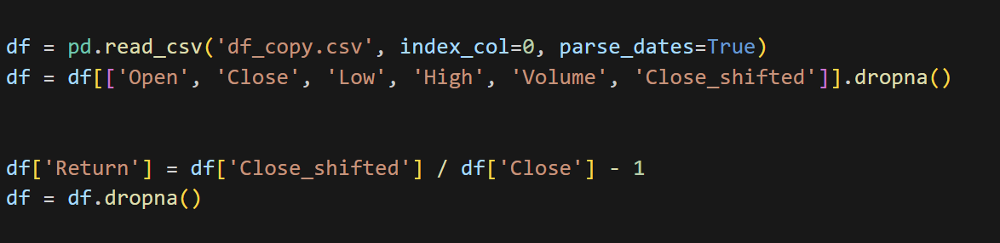 df = pd.read_csv('df_copy.csv', index_col=0, parse_dates=True)
df = df[['Open', 'Close', 'Low', 'High', 'Volume', 'Close_shifted']].dropna()
df['Return'] = df['Close_shifted'] / df['Close'] - 1
df = df.dropna()